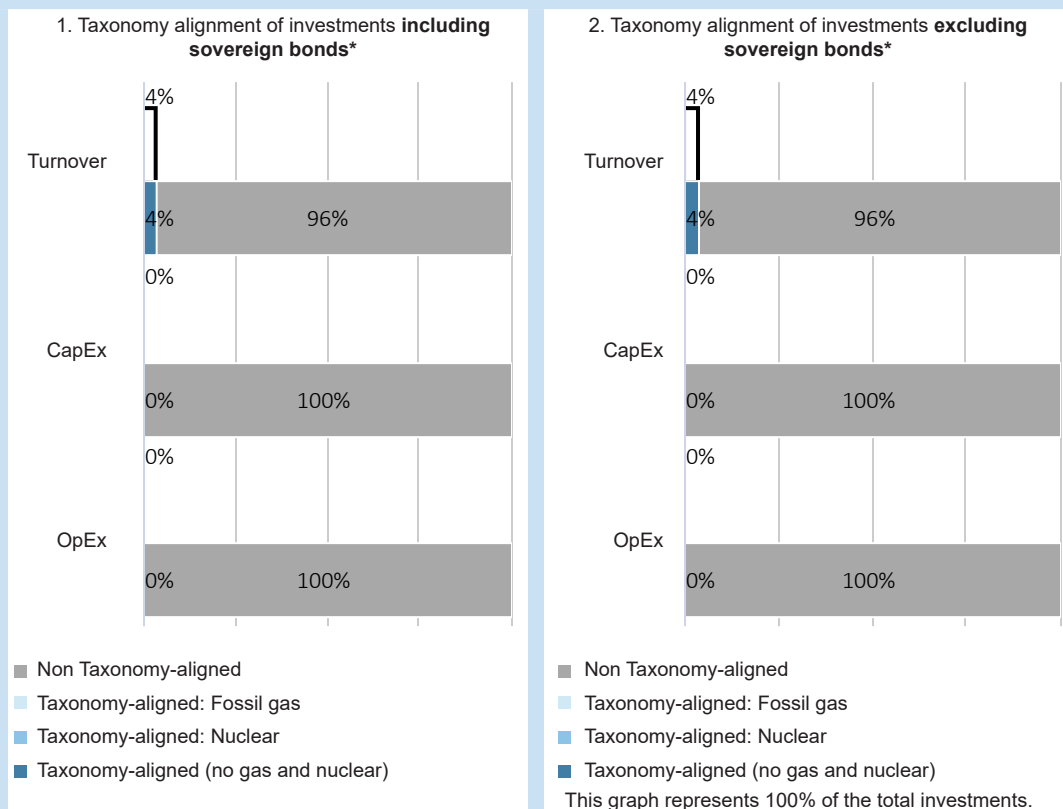 1. Taxonomy alignment of investments including
sovereign bonds*
4%
Turnover
4% 96%
0%
CapEx
0% 100%
0%
OpEx
0% 100%
Non Taxonomy-aligned
Taxonomy-aligned: Fossil gas
Taxonomy-aligned: Nuclear
Taxonomy-aligned (no gas and nuclear)
2. Taxonomy alignment of investments excluding
sovereign bonds*
4%
Turnover
4% 96%
0%
CapEx
0% 100%
0%
OpEx
0% 100%
Non Taxonomy-aligned
Taxonomy-aligned: Fossil gas
Taxonomy-aligned: Nuclear
Taxonomy-aligned (no gas and nuclear)
This graph represents 100% of the total investments.